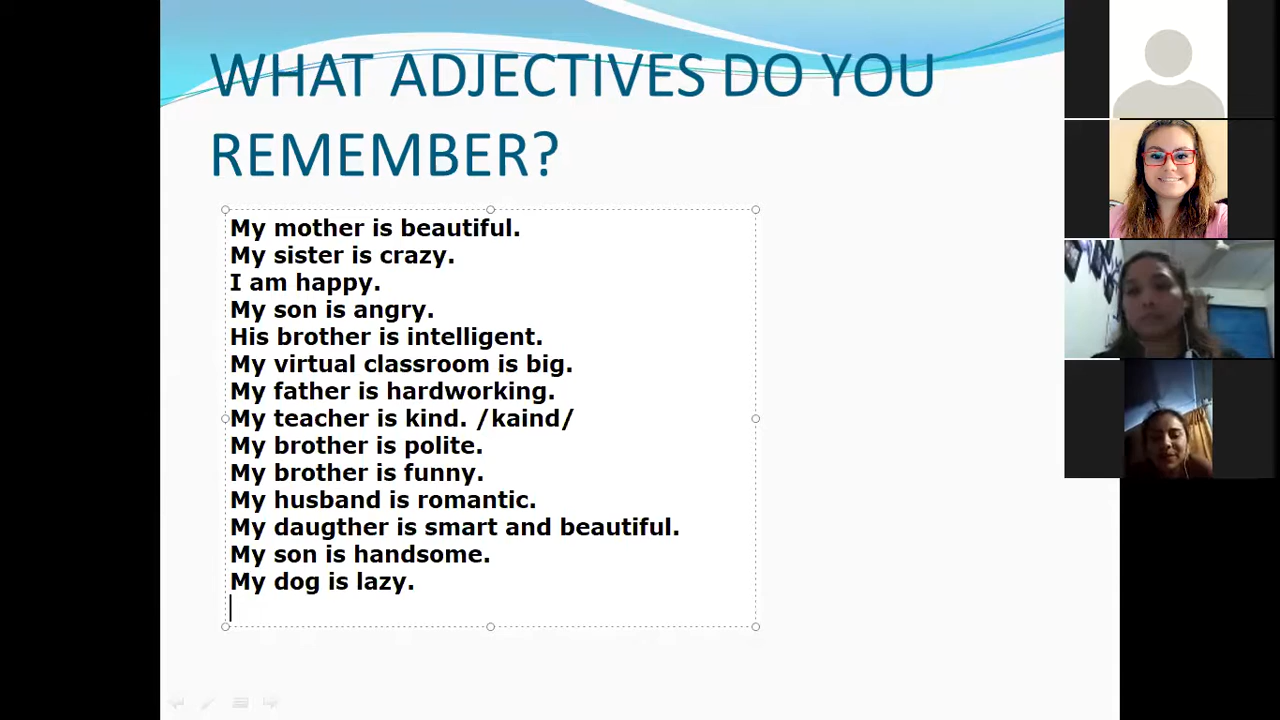 WHAT ADJECTIVES DO YOU
REMEMBER?
My mother is beautiful.
My sister is crazy.
I am happy.
My son is angry.
His brother is intelligent.
My virtual classroom is big.
My father is hardworking.
My teacher is kind. /kaind/
My brother is polite.
My brother is funny.
My husband is romantic.
My daugther is smart and beautiful.
My son is handsome.
My dog is lazy.